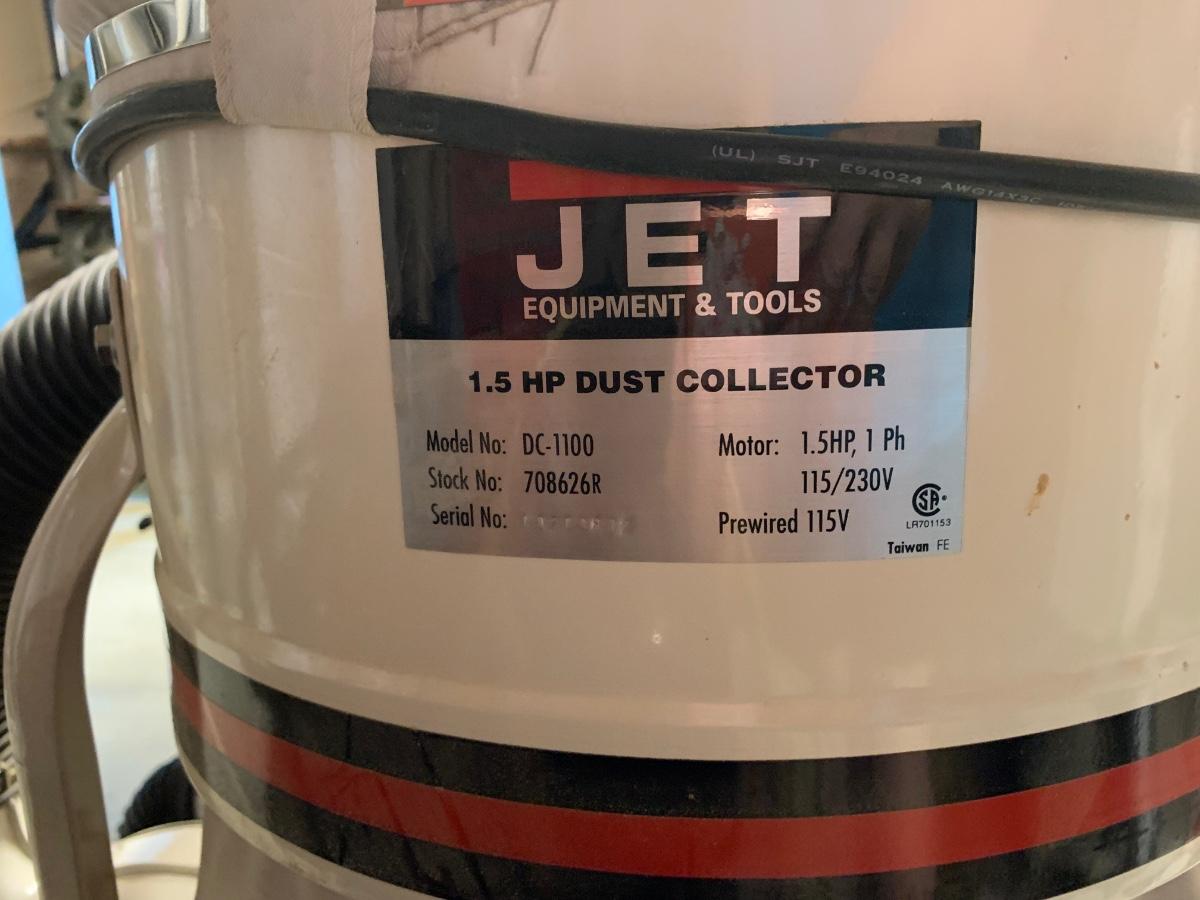 (UL) SJT E94024 AWG14X3C
JET
EQUIPMENT & TOOLS
1.5 HP DUST COLLECTOR
Model No: DC-1100
Stock No: 708626R
Serial No:
Motor: 1.5HP, 1 Ph
115/230V
Prewired 115V
SA
LR701153
Taiwan FE